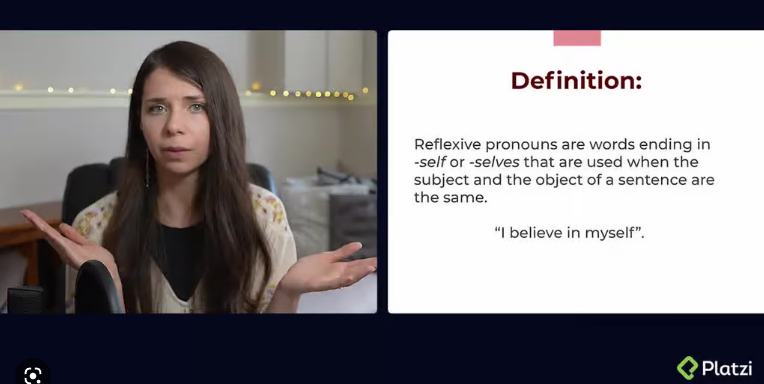 Definition:
Reflexive pronouns are words ending in
-self or -selves that are used when the
subject and the object of a sentence are
the same.
“I believe in myself”.
Platzi